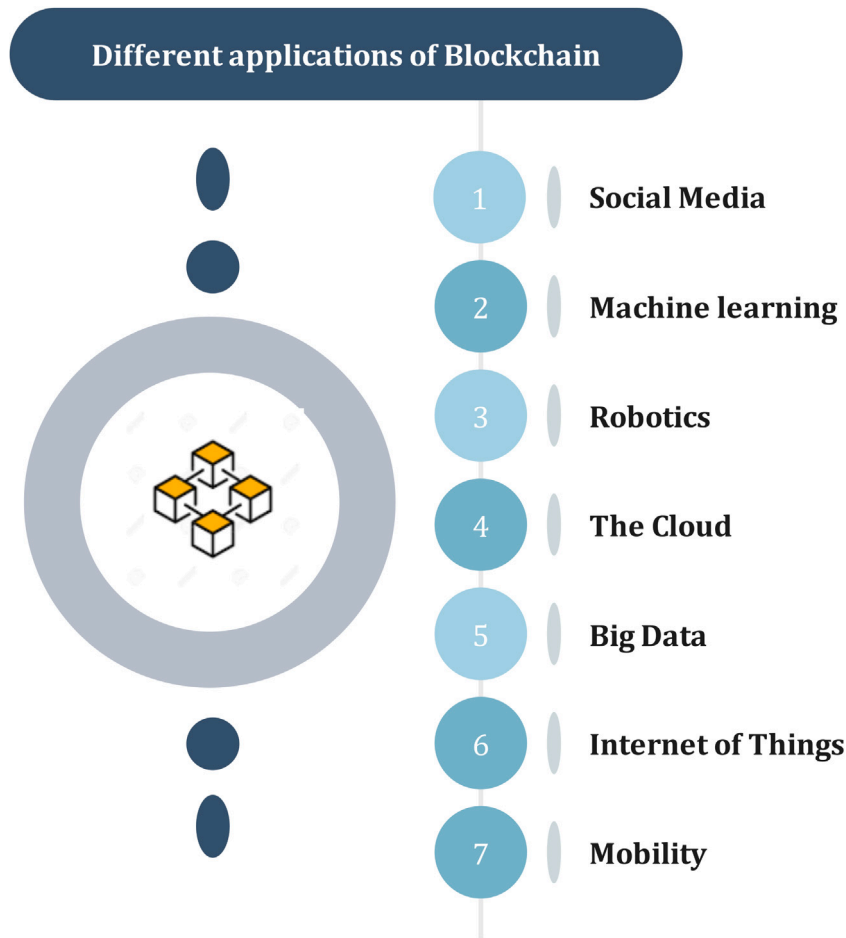 Different applications of Blockchain
1
Social Media
2
Machine learning
3
Robotics
4
The Cloud
5
Big Data
6
Internet of Things
7
Mobility